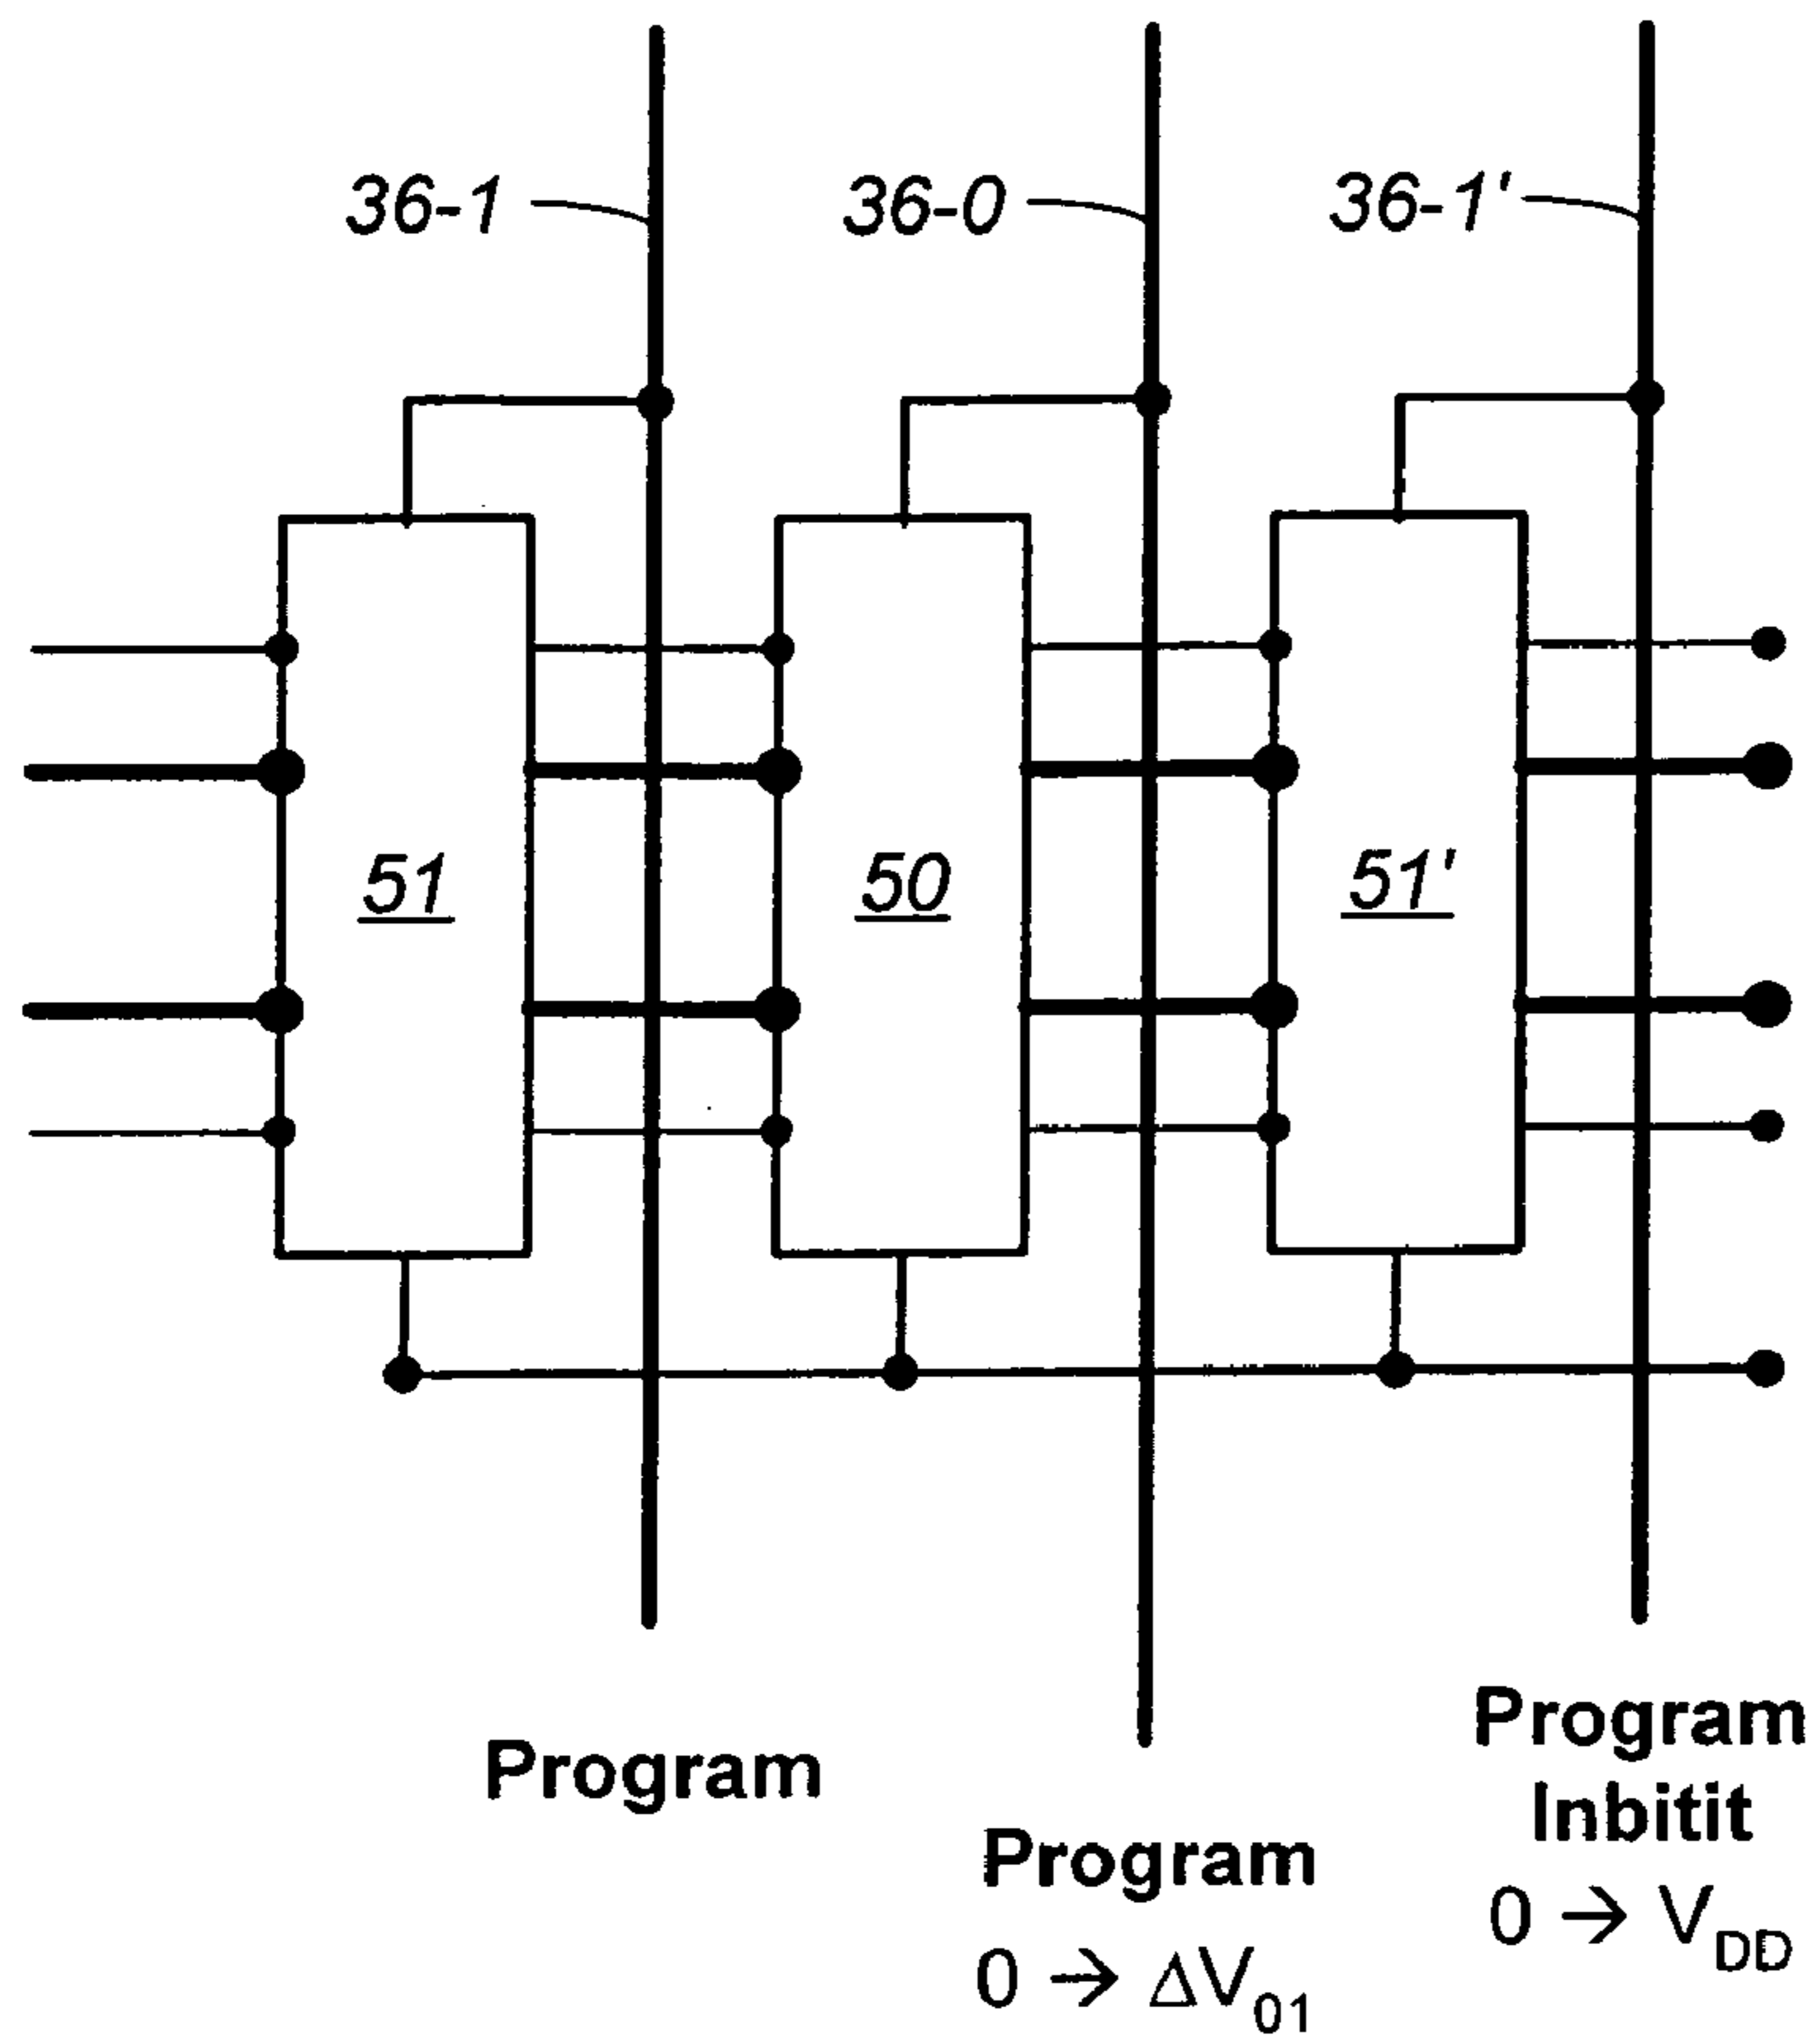 36-1
36-0
36-1'
51
50
51'
Program
Program
0 → ΔV01
Program
Inbitit
0 → VDD